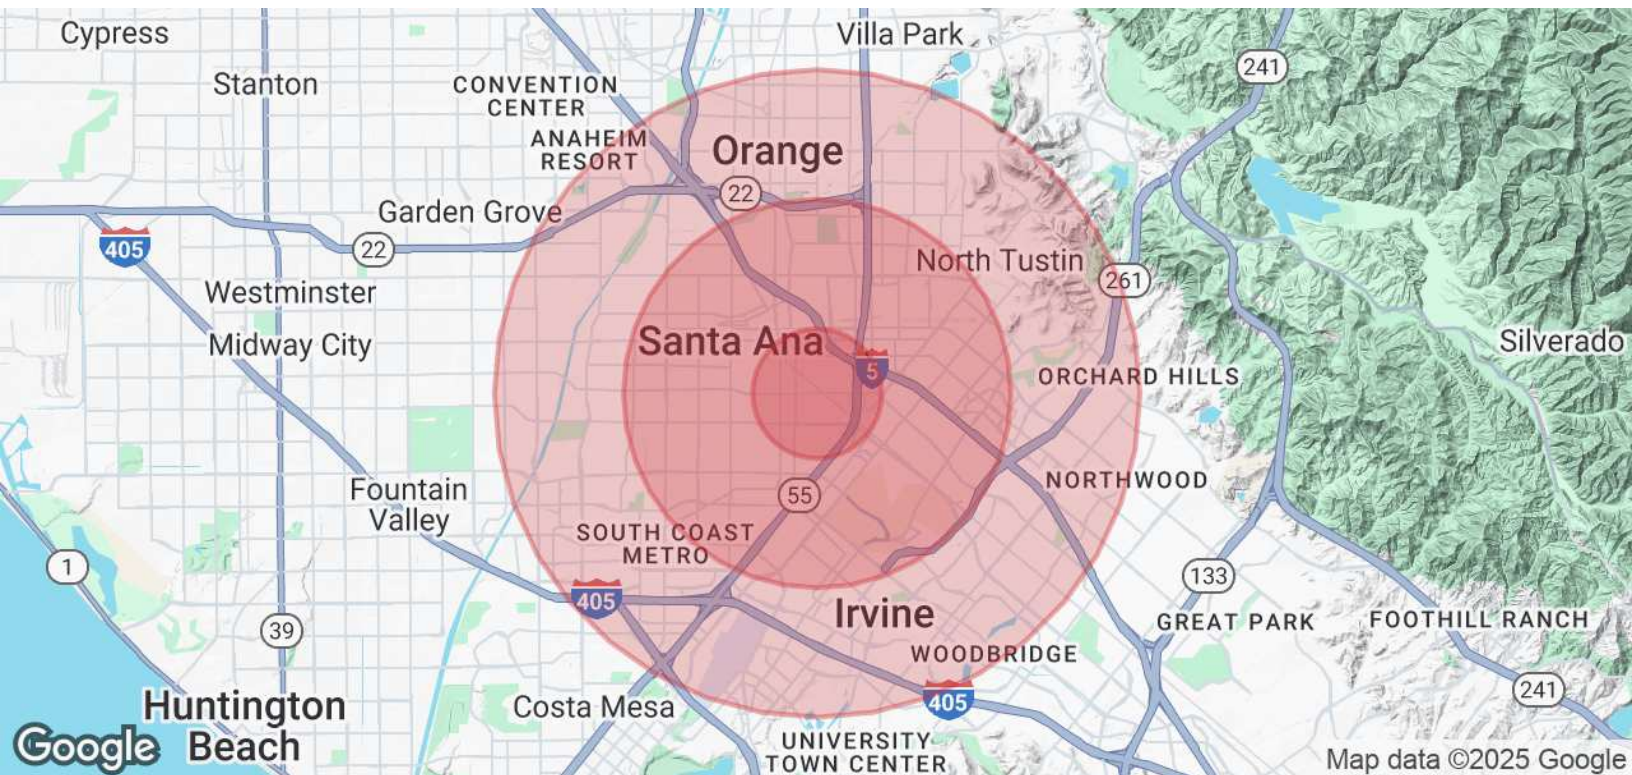 Cypress
Villa Park
241
Stanton
CONVENTION
CENTER
ANAHEIM
RESORT
Orange
22
Garden Grove
405
22
North Tustin
261
Westminster
Midway City
Santa Ana
Silverado
5
ORCHARD HILLS
NORTHWOOD
Fountain
Valley
55
SOUTH COAST
METRO
1
133
405
Irvine
39
GREAT PARK
FOOTHILL RANCH
WOODBRIDGE
241
405
Costa Mesa
Huntington
Beach
Google
UNIVERSITY
TOWN CENTER
Map data ©2025 Google